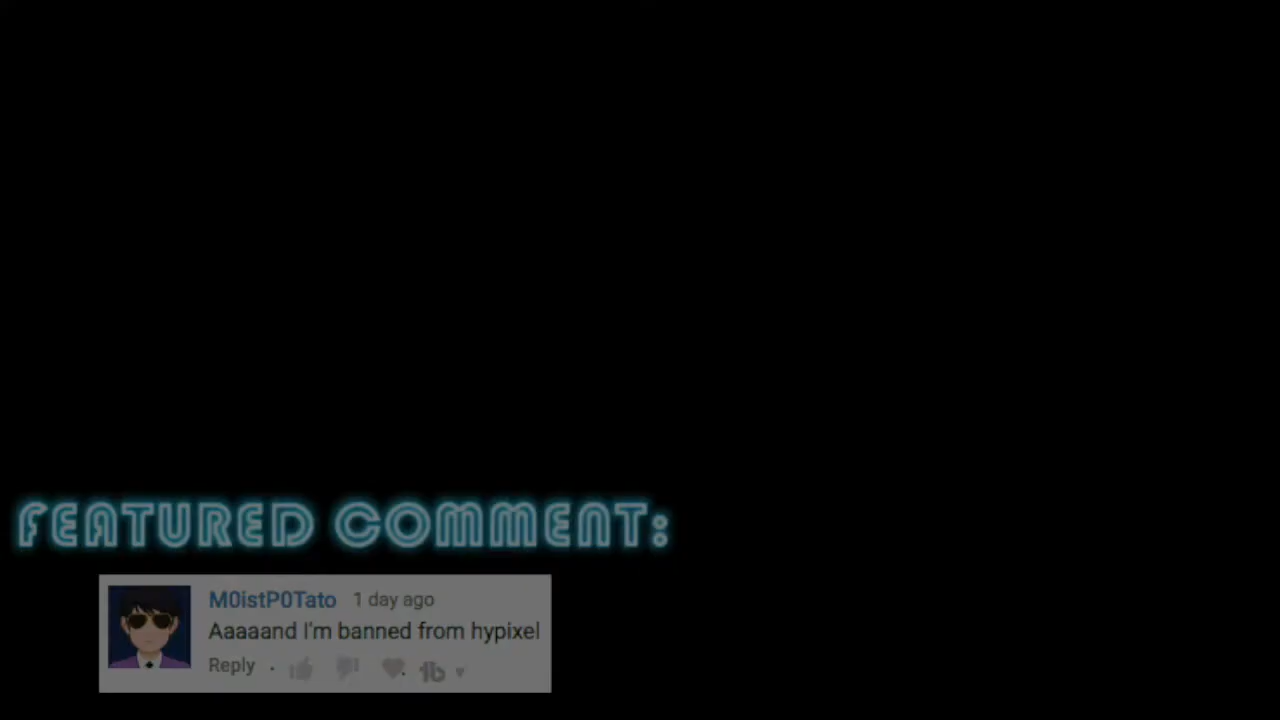 FEATURED COMMENT:
M0istP0Tato 1 day ago
Aaaaand I'm banned from hypixel
Reply